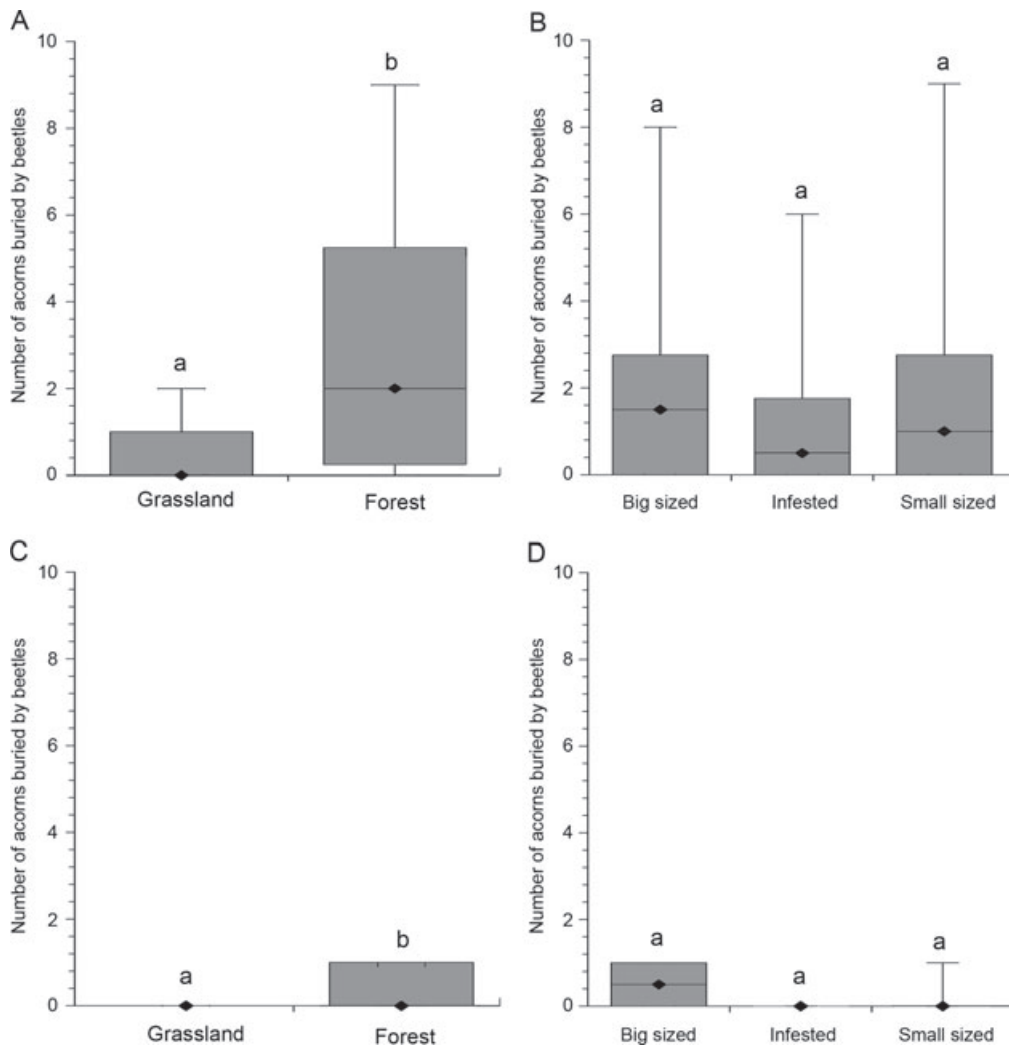 A
Number of acorns buried by beetles
10
8
6
4
2
0
a
b
Grassland
Forest
B
Number of acorns buried by beetles
10
8
6
4
2
0
a
a
a
Big sized
Infested
Small sized
C
Number of acorns buried by beetles
10
8
6
4
2
0
a
b
Grassland
Forest
D
Number of acorns buried by beetles
10
8
6
4
2
0
a
a
a
Big sized
Infested
Small sized